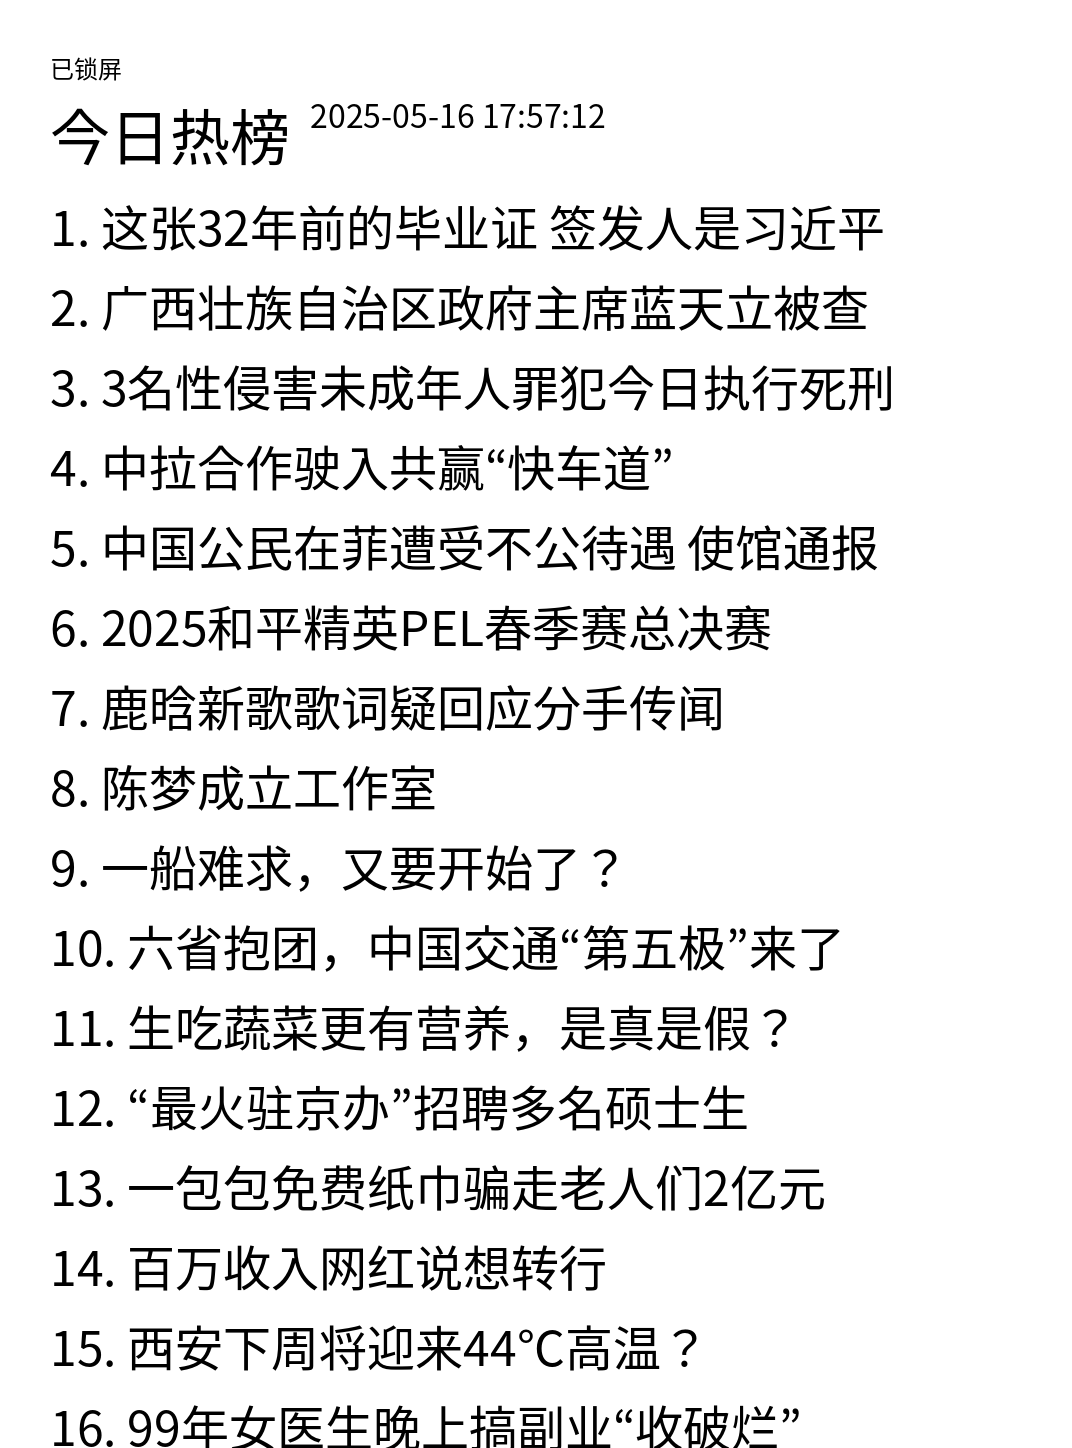 已锁屏
今日热榜 2025-05-16 17:57:12
1. 这张32年前的毕业证 签发人是习近平
2. 广西壮族自治区政府主席蓝天立被查
3. 3名性侵害未成年人罪犯今日执行死刑
4. 中拉合作驶入共赢“快车道”
5. 中国公民在菲遭受不公待遇 使馆通报
6. 2025和平精英PEL春季赛总决赛
7. 鹿晗新歌歌词疑回应分手传闻
8. 陈梦成立工作室
9. 一船难求，又要开始了？
10. 六省抱团，中国交通“第五极”来了
11. 生吃蔬菜更有营养，是真是假？
12. “最火驻京办”招聘多名硕士生
13. 一包包免费纸巾骗走老人们2亿元
14. 百万收入网红说想转行
15. 西安下周将迎来44℃高温？
16. 99年女医生晚上搞副业“收破烂”